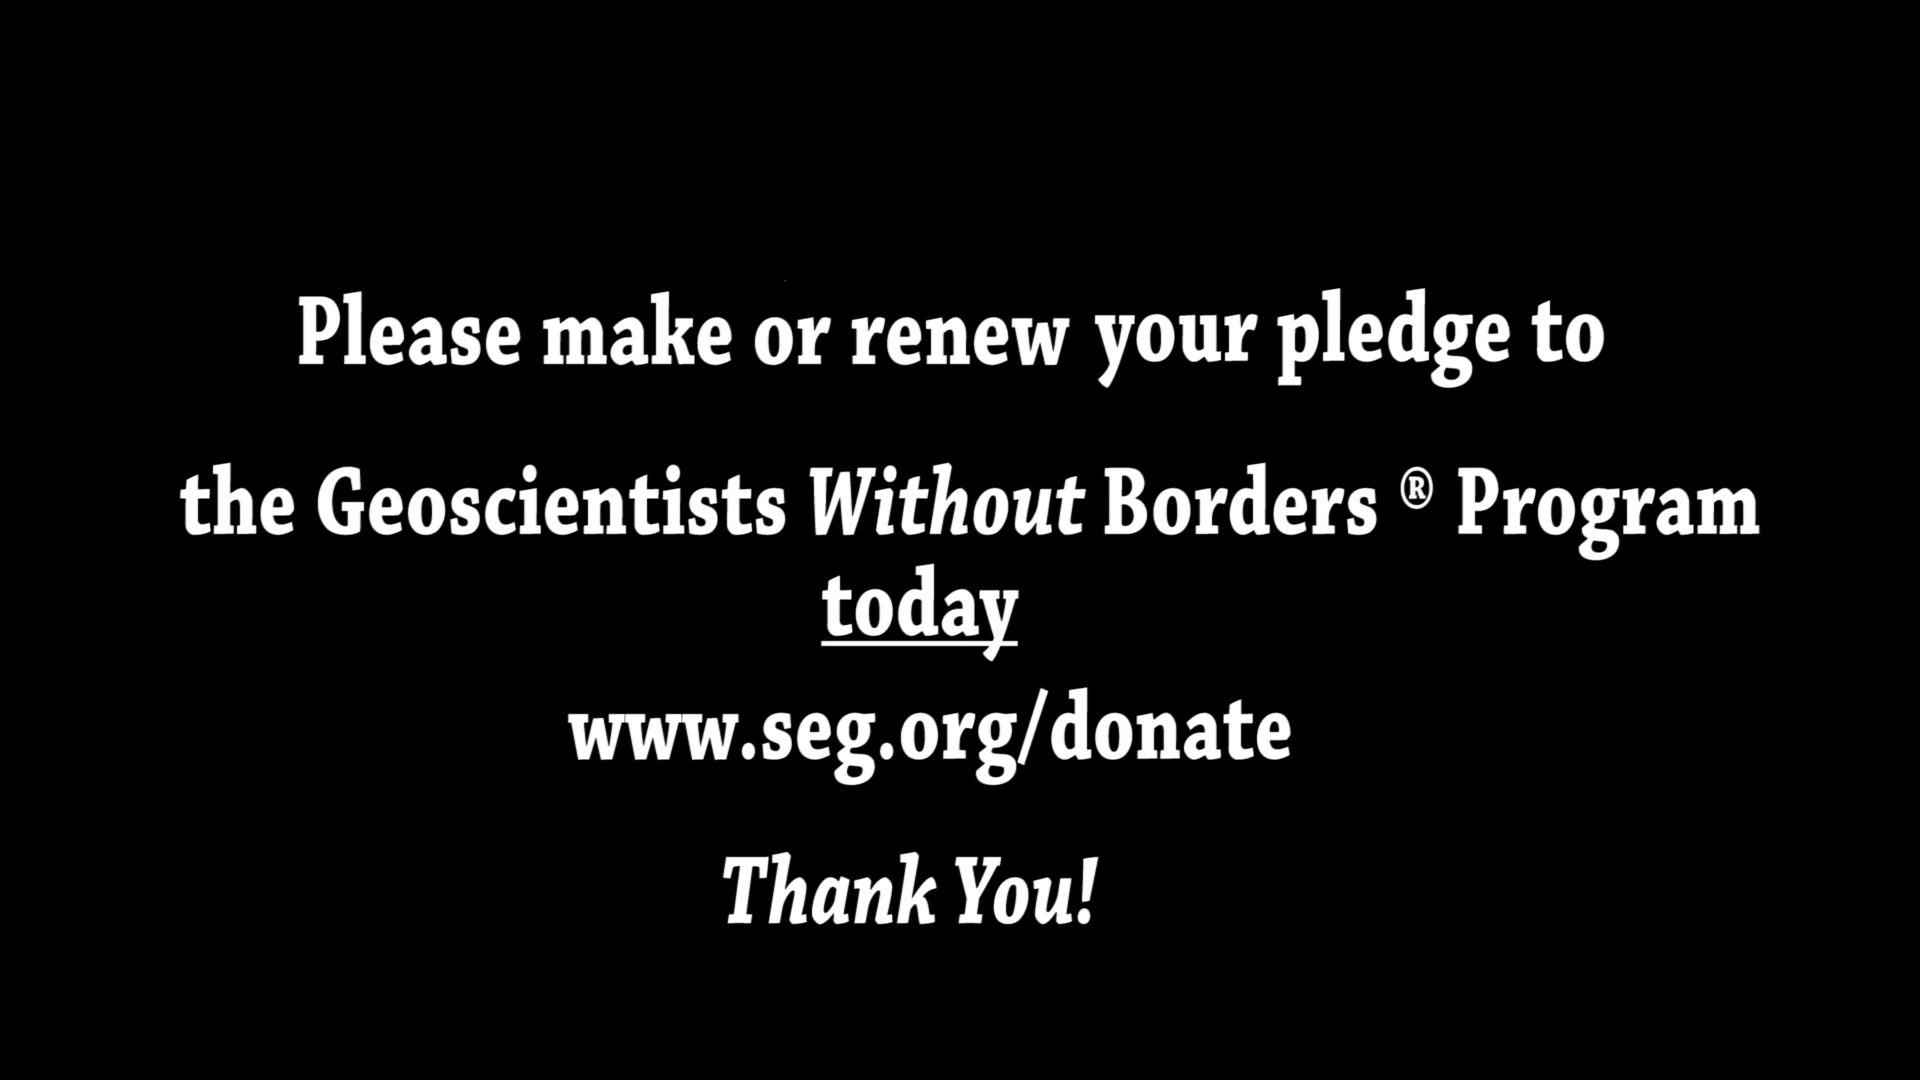 Please make or renew your pledge to
the Geoscientists Without Borders ® Program
today
www.seg.org/donate
Thank You!